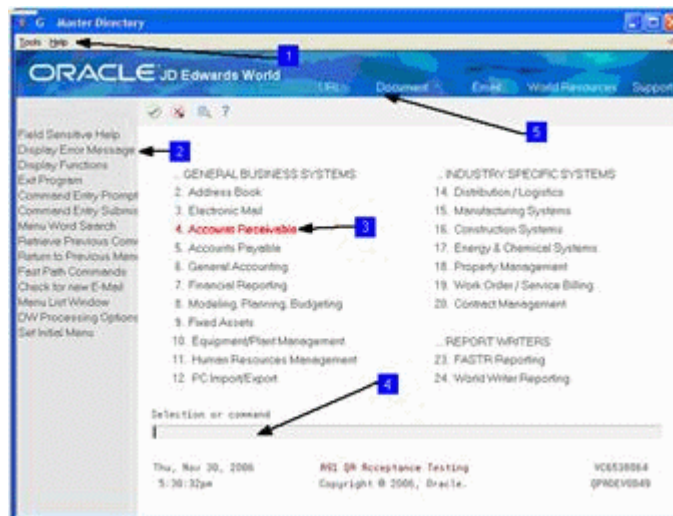 G Master Directory
Tools Help
1
ORACLE JD Edwards World
URL Document Email World Resources Support
5
Field Sensitive Help
Display Error Message
2
Display Functions
Exit Program
Command Entry Prompt
Command Entry Submis
Menu Word Search
Retrieve Previous Com
Return to Previous Men
Fast Path Commands
Check for new E-Mail
Menu List Window
DW Processing Options
Set Initial Menu
... GENERAL BUSINESS SYSTEMS
2. Address Book
3. Electronic Mail
4. Accounts Receivable
3
5. Accounts Payable
6. General Accounting
7. Financial Reporting
8. Modeling, Planning, Budgeting
9. Fixed Assets
10. Equipment/Plant Management
11. Human Resources Management
12. PC Import/Export
... INDUSTRY SPECIFIC SYSTEMS
14. Distribution / Logistics
15. Manufacturing Systems
16. Construction Systems
17. Energy & Chemical Systems
18. Property Management
19. Work Order / Service Billing
20. Contract Management
... REPORT WRITERS
23. FASTR Reporting
24. World Writer Reporting
4
Selection or command
Thu, Nov 30, 2006 A91 QA Acceptance Testing
5:30:32pm Copyright © 2006, Oracle.